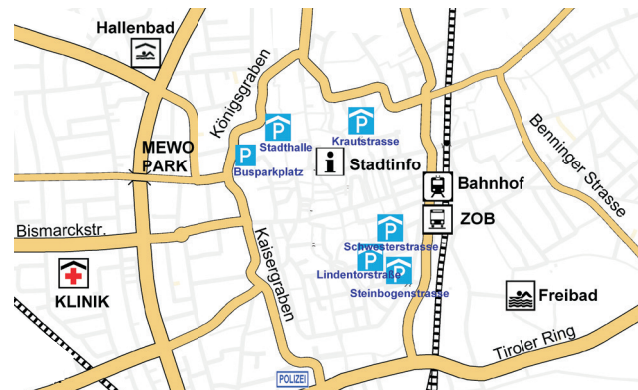 Hallenbad
Königsgraben
P
Stadthalle
P
Krautstrasse
MEWO
PARK
P
Busparkplatz
i
Stadtinfo
Benninger Strasse
Bahnhof
ZOB
Bismarckstr.
Kaisergraben
P
Schwesterstrasse
P
Lindentorstraße
P
Steinbogenstrasse
KLINIK
Freibad
Tiroler Ring
POLIZEI